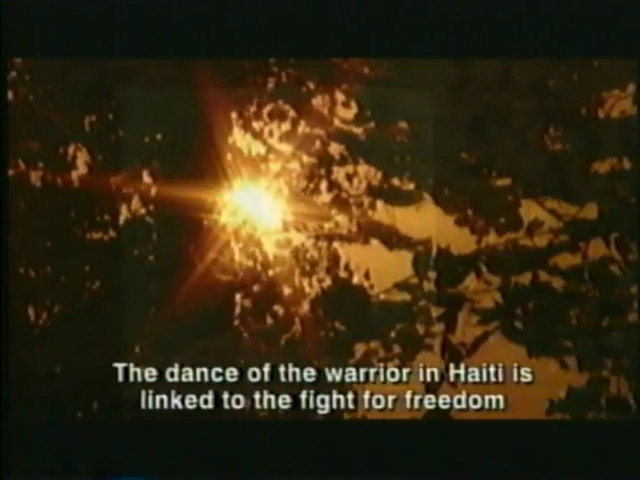 The dance of the warrior in Haiti is
linked to the fight for freedom